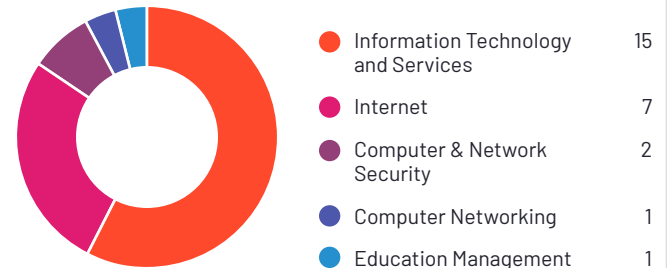 Information Technology 15
and Services
Internet 7
Computer & Network 2
Security
Computer Networking 1
Education Management 1